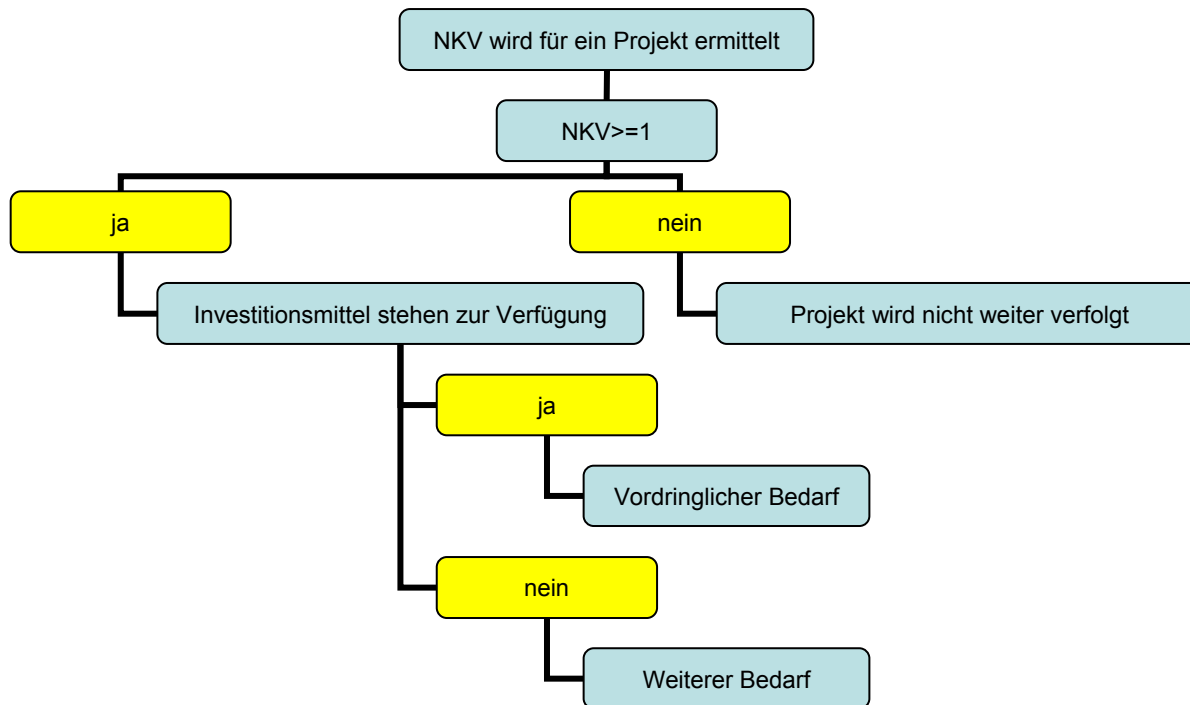 NKV wird für ein Projekt ermittelt
NKV>=1
ja
nein
Investitionsmittel stehen zur Verfügung
Projekt wird nicht weiter verfolgt
ja
Vordringlicher Bedarf
nein
Weiterer Bedarf